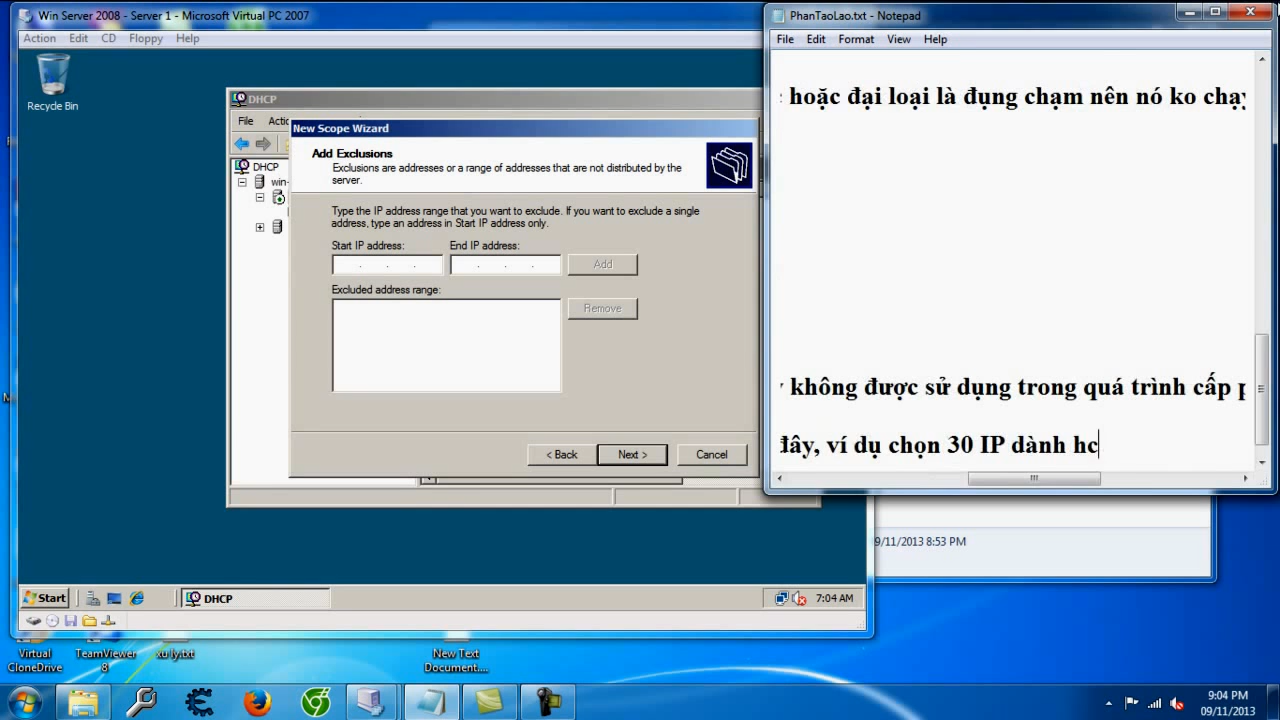 Win Server 2008 - Server 1 - Microsoft Virtual PC 2007
Action Edit CD Floppy Help
Recycle Bin
DHCP
File
DHCP
win-
New Scope Wizard
Add Exclusions
Exclusions are addresses or a range of addresses that are not distributed by the
server.
Type the IP address range that you want to exclude. If you want to exclude a single
address, type an address in Start IP address only.
Start IP address: End IP address:
Add
Excluded address range:
Remove
< Back Next > Cancel
Start DHCP 7:04 AM
PhanTaoLao.txt - Notepad
File Edit Format View Help
hoặc đại loại là đụng chạm nên nó ko chạy
không được sử dụng trong quá trình cấp
đây, ví dụ chọn 30 IP dành hc
9/11/2013 8:53 PM
Virtual
CloneDrive
TeamViewer
8
xu ly.txt
New Text
Document....
9:04 PM
09/11/2013